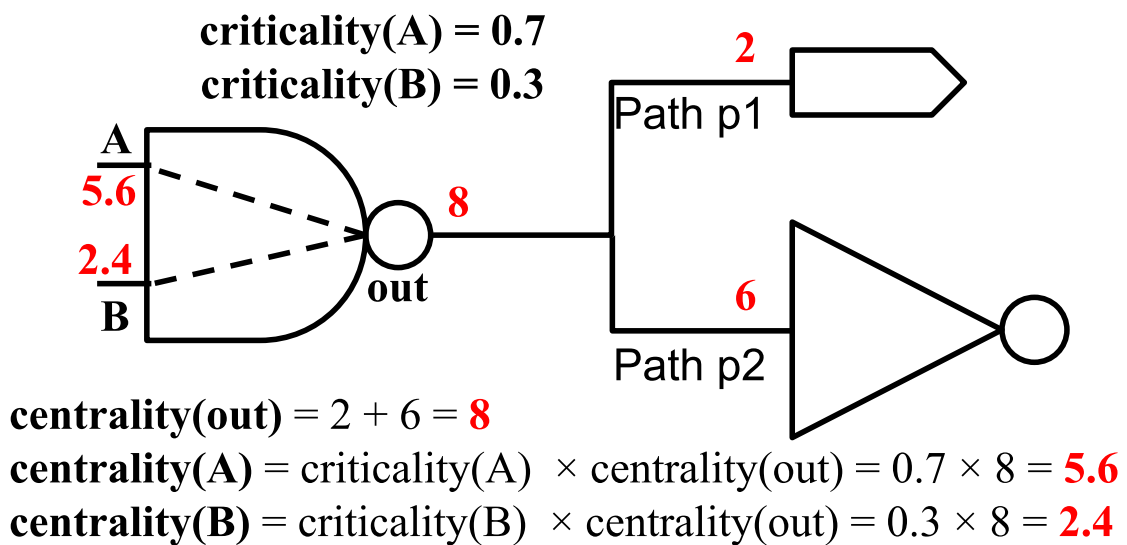 criticality(A) = 0.7
criticality(B) = 0.3
2
Path p1
A
5.6
8
2.4
B
out
6
Path p2
centrality(out) = 2 + 6 = 8
centrality(A) = criticality(A) × centrality(out) = 0.7 × 8 = 5.6
centrality(B) = criticality(B) × centrality(out) = 0.3 × 8 = 2.4